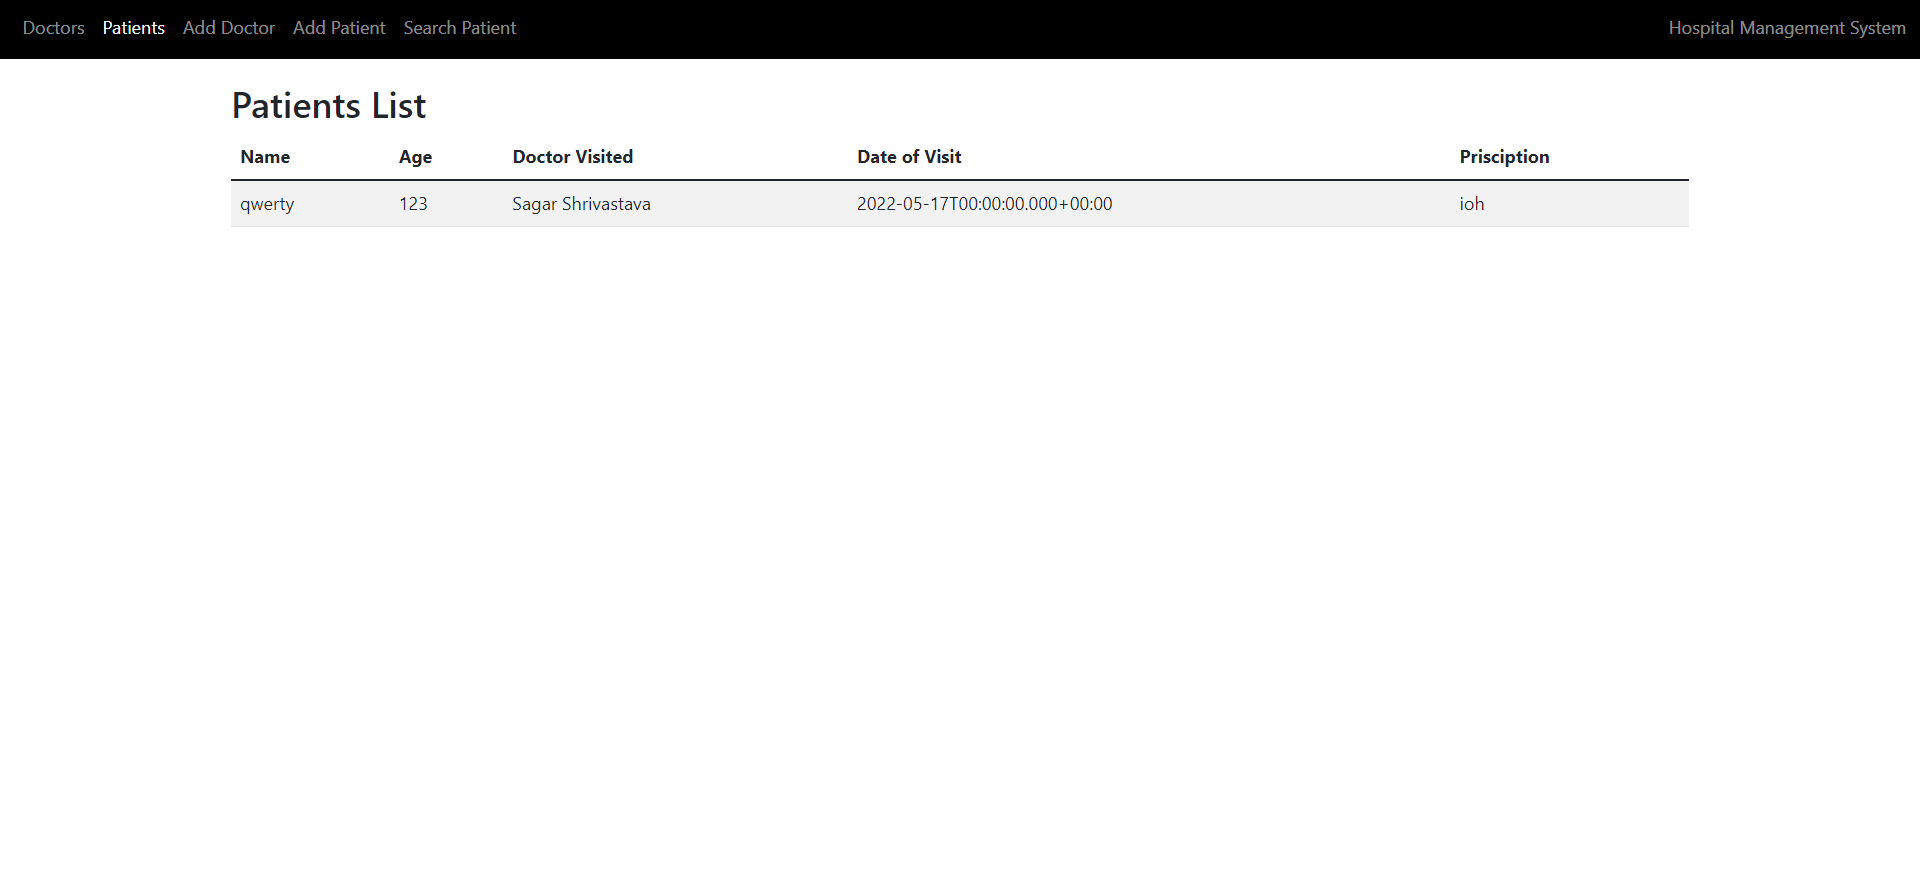 Doctors Patients Add Doctor Add Patient Search Patient Hospital Management System
Patients List
Name Age Doctor Visited Date of Visit Prisciption
qwerty 123 Sagar Shrivastava 2022-05-17T00:00:00.000+00:00 ioh